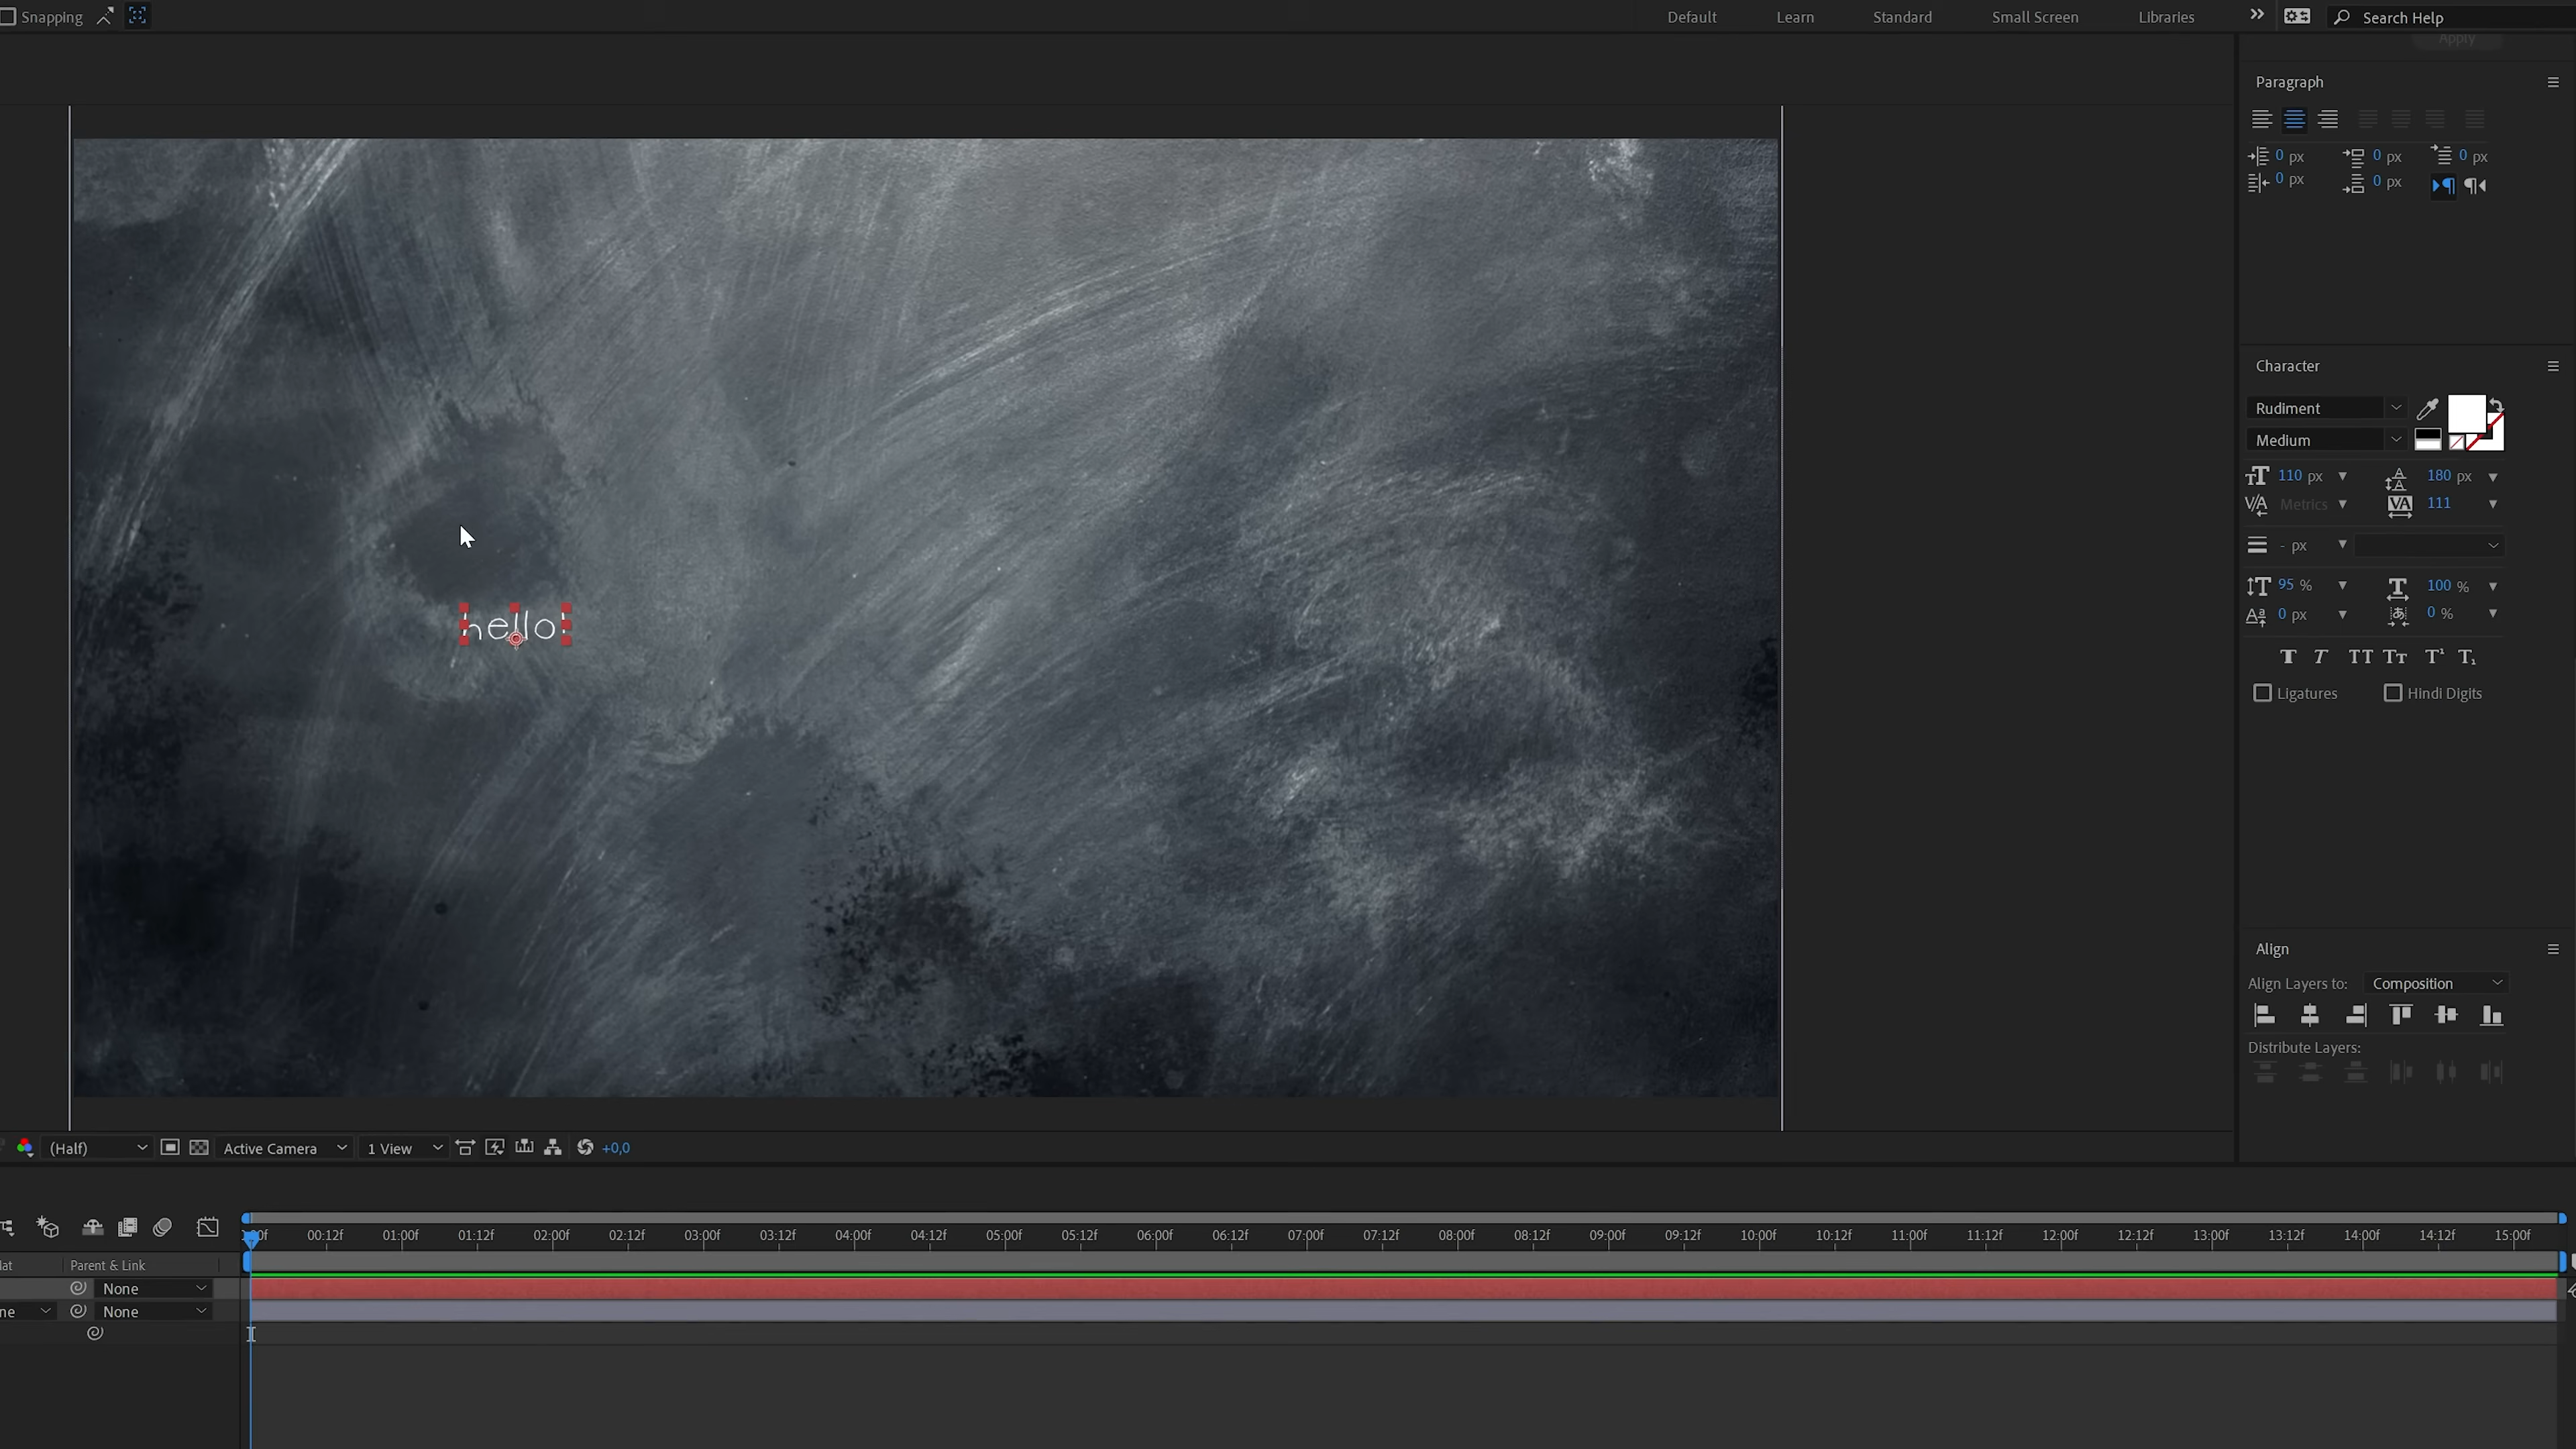 Snapping
Default Learn Standard Small Screen Libraries Search Help
Apply
Paragraph
0 px 0 px 0 px
0 px 0 px
Character
Rudiment
Medium
110 px 180 px
Metrics 111
- px
95 % 100 %
0 px 0 %
Ligatures Hindi Digits
hello!
Align
Align Layers to: Composition
Distribute Layers:
(Half) Active Camera 1 View +0,0
00:12f 01:00f 01:12f 02:00f 02:12f 03:00f 03:12f 04:00f 04:12f 05:00f 05:12f 06:00f 06:12f 07:00f 07:12f 08:00f 08:12f 09:00f 09:12f 10:00f 10:12f 11:00f 11:12f 12:00f 12:12f 13:00f 13:12f 14:00f 14:12f 15:00f
Parent & Link
None
None